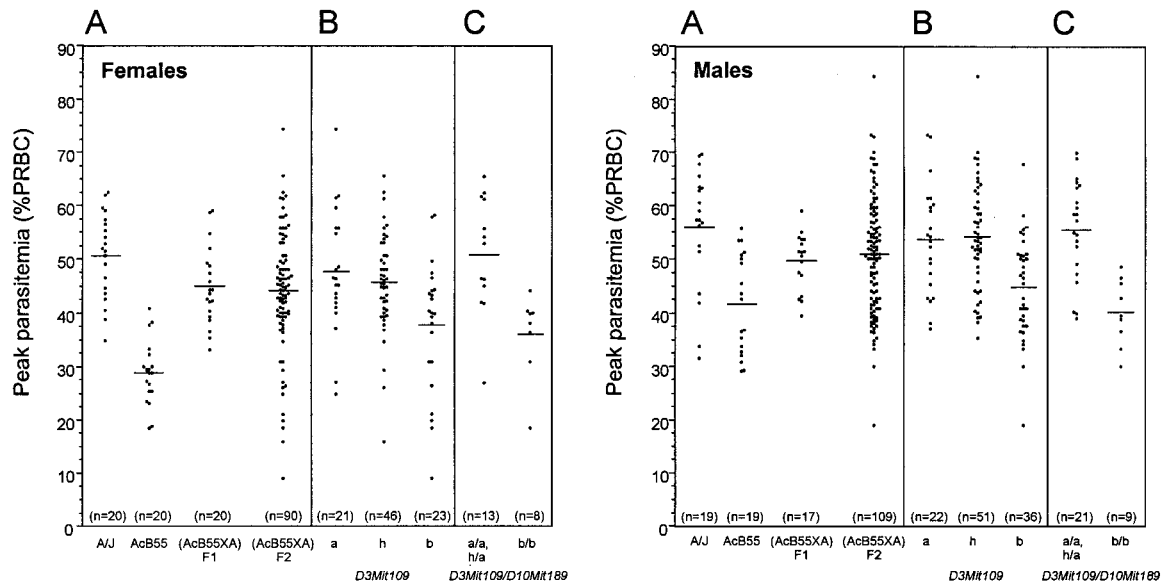 A B C
Females
Peak parasitemia (%PRBC)
90
80
70
60
50
40
30
20
10
0
(n=20) (n=20) (n=20) (n=90) (n=21) (n=46) (n=23) (n=13) (n=8)
A/J AcB55 (AcB55XA) F1 (AcB55XA) F2 a h b a/a, h/a b/b
D3Mit109 D3Mit109/D10Mit189
A B C
Males
Peak parasitemia (%PRBC)
90
80
70
60
50
40
30
20
10
0
(n=19) (n=19) (n=17) (n=109) (n=22) (n=51) (n=36) (n=21) (n=9)
A/J AcB55 (AcB55XA) F1 (AcB55XA) F2 a h b a/a, h/a b/b
D3Mit109 D3Mit109/D10Mit189